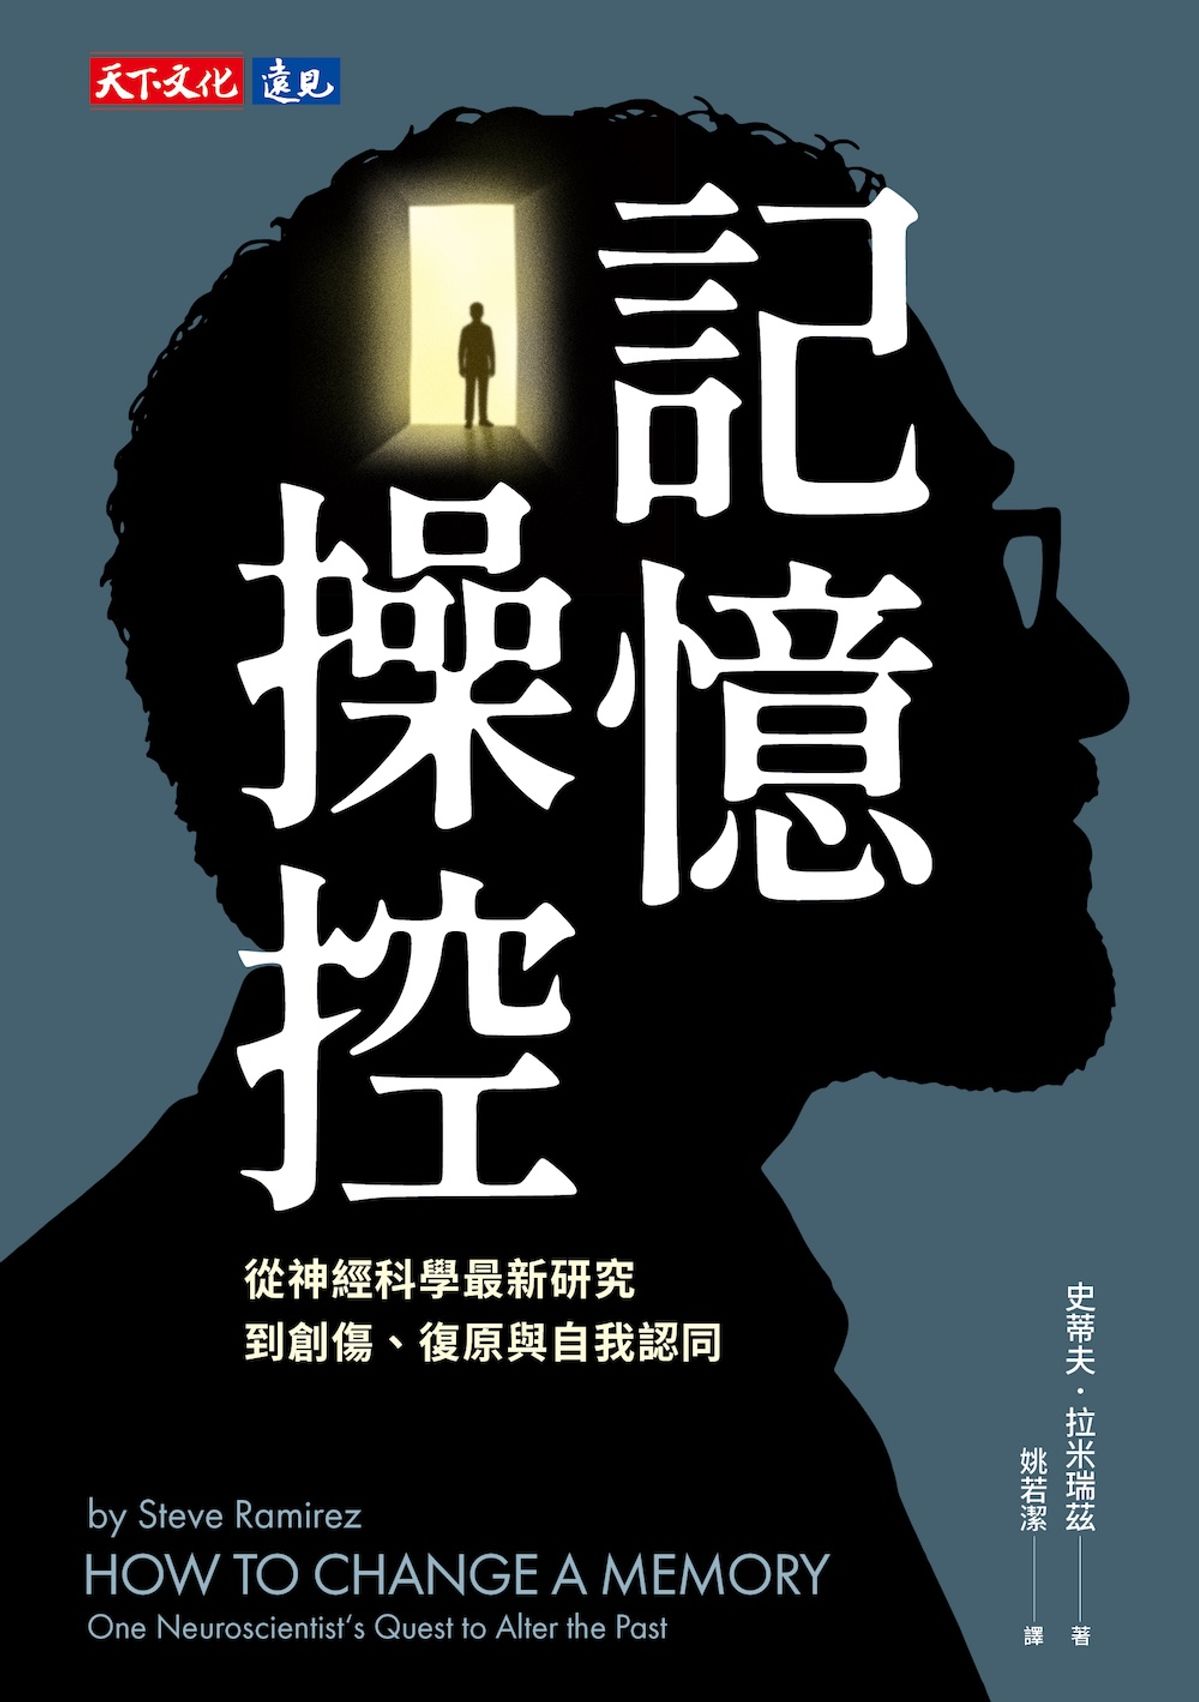 天下文化 遠見
記憶
操控
從神經科學最新研究
到創傷、復原與自我認同
史蒂夫・拉米瑞茲 著
姚若潔 譯
by Steve Ramirez
HOW TO CHANGE A MEMORY
One Neuroscientist's Quest to Alter the Past